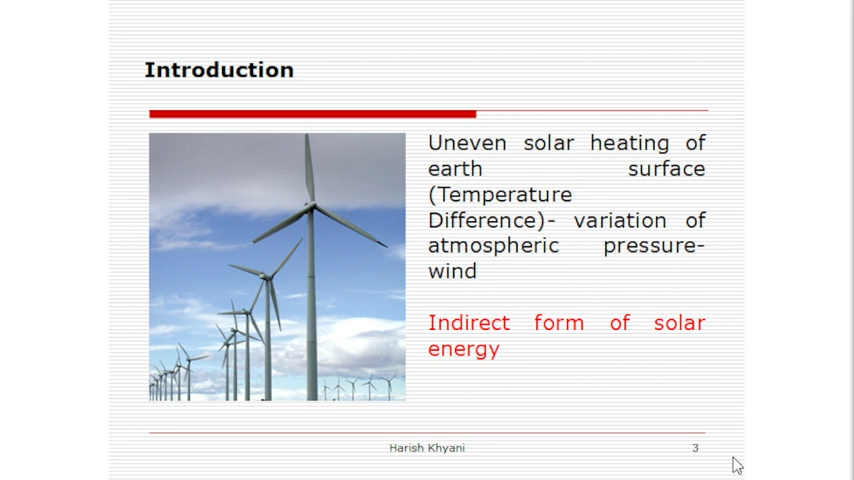 Introduction
Uneven solar heating of
earth surface
(Temperature
Difference)- variation of
atmospheric pressure-
wind
Indirect form of solar
energy
Harish Khyani
3